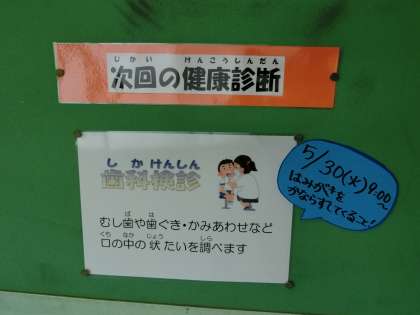 じかい けんこうしんだん
次回の健康診断
しか けんしん
歯科検診
むし歯や歯ぐき・かみあわせなど
口の中の状たいを調べます
5/30(火)9:00〜
はみがきを
かならずしてくること!